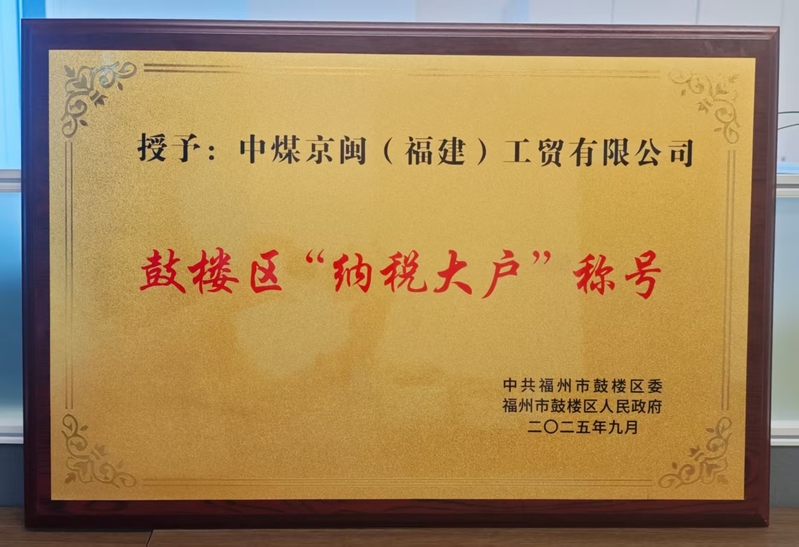 授予：中煤京闽（福建）工贸有限公司
鼓楼区“纳税大户”称号
中共福州市鼓楼区委
福州市鼓楼区人民政府
二〇二五年九月